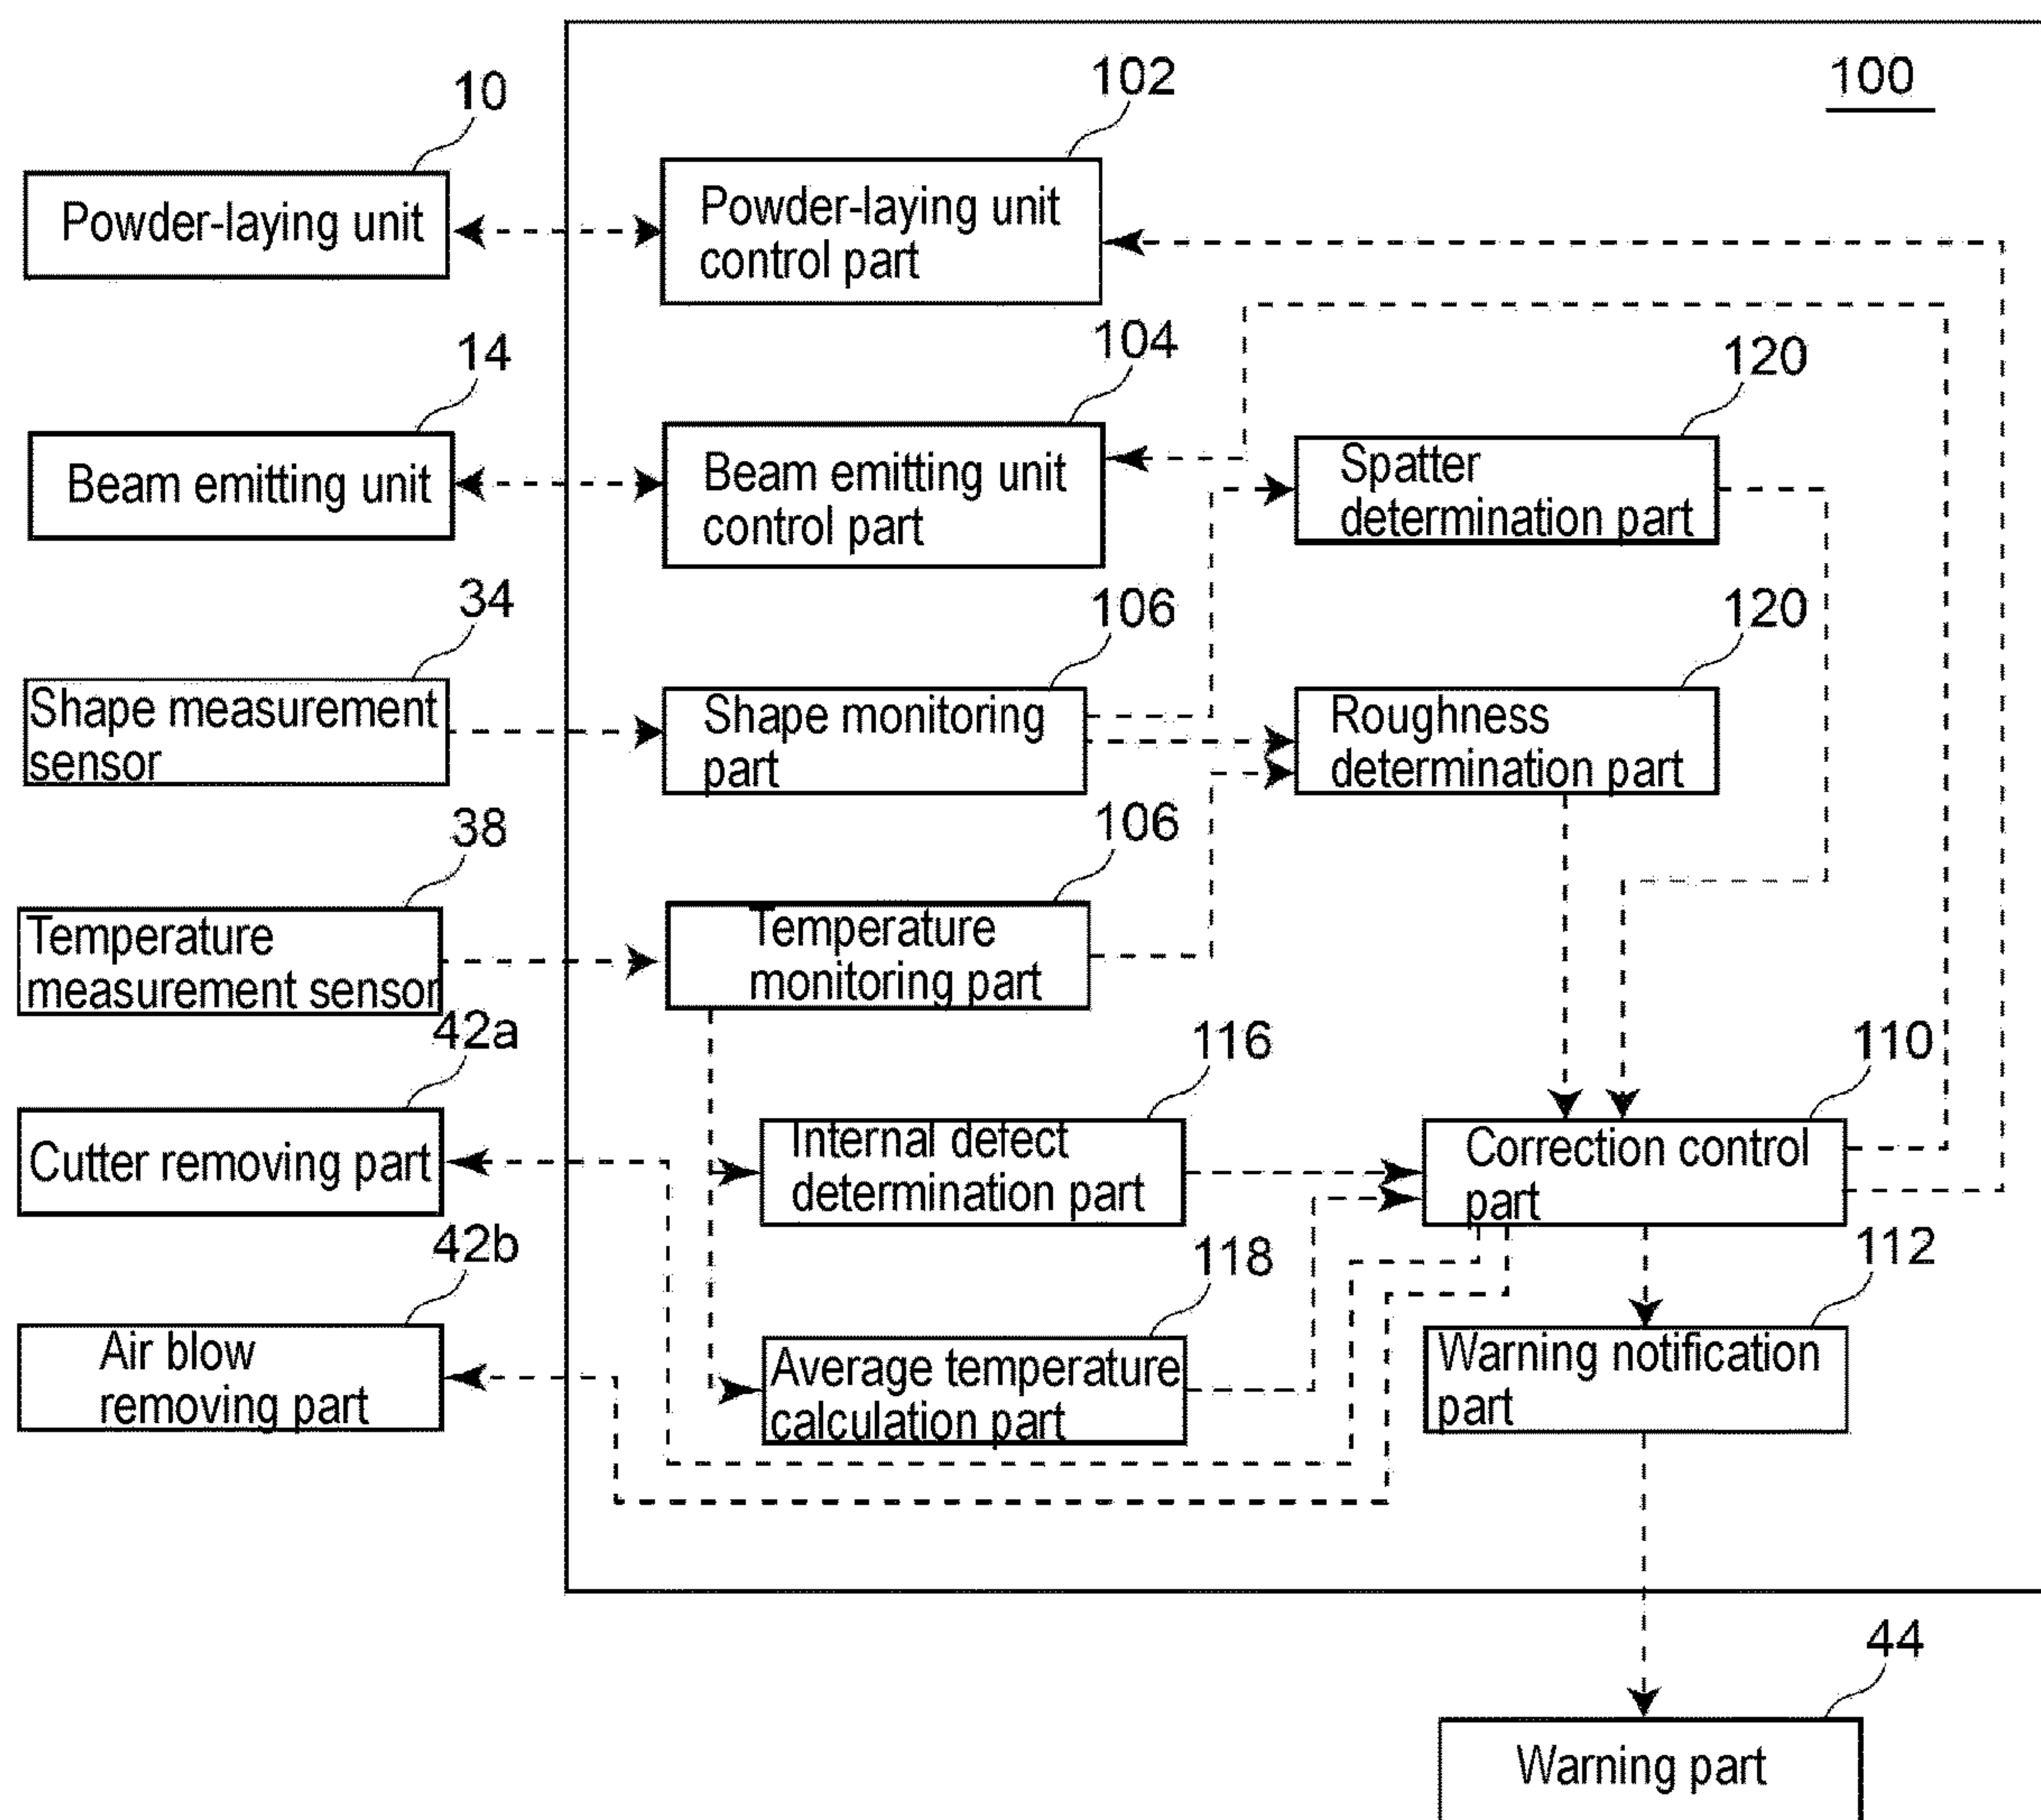 100
10
102
Powder-laying unit
Powder-laying unit
control part
14
104
120
Beam emitting unit
Beam emitting unit
control part
Spatter
determination part
34
106
120
Shape measurement
sensor
Shape monitoring
part
Roughness
determination part
38
106
Temperature
measurement sensor
Temperature
monitoring part
42a
116
110
Cutter removing part
Internal defect
determination part
Correction control
part
42b
118
112
Air blow
removing part
Average temperature
calculation part
Warning notification
part
44
Warning part